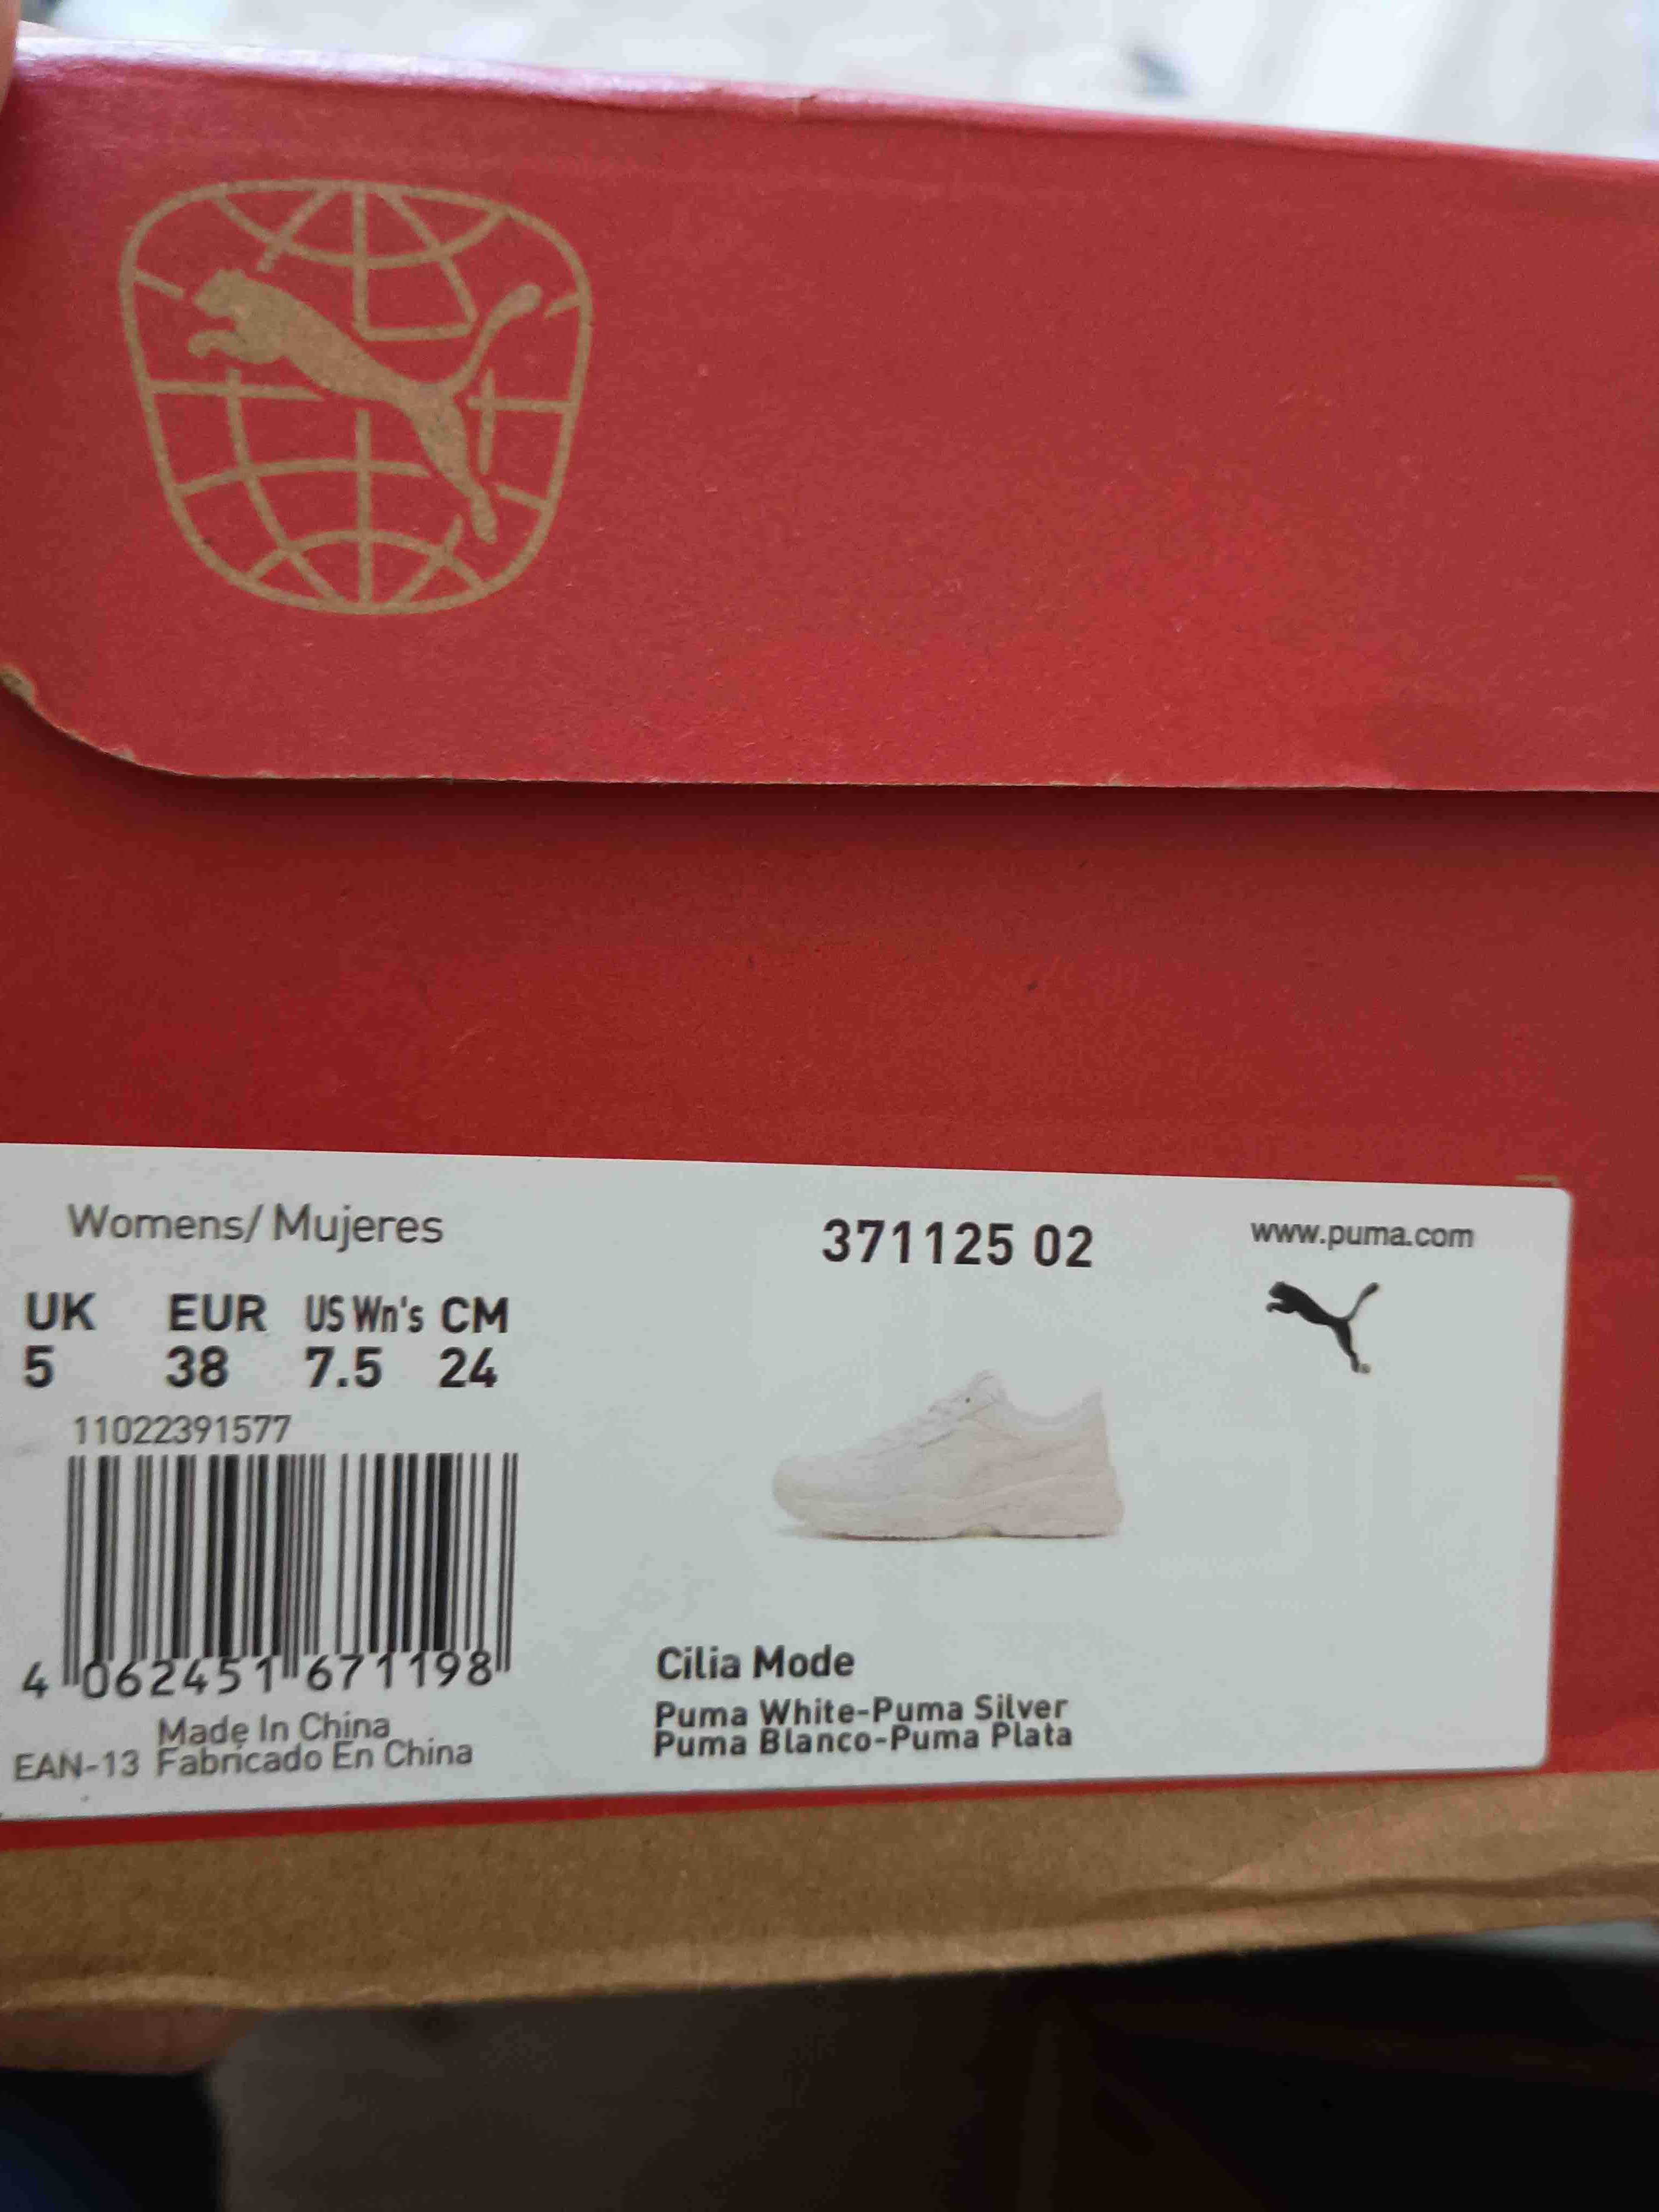 Womens/ Mujeres
371125 02
www.puma.com
UK EUR US Wn's CM
5 38 7.5 24
11022391577
4 062451 671198
Made In China
EAN-13 Fabricado En China
Cilia Mode
Puma White-Puma Silver
Puma Blanco-Puma Plata